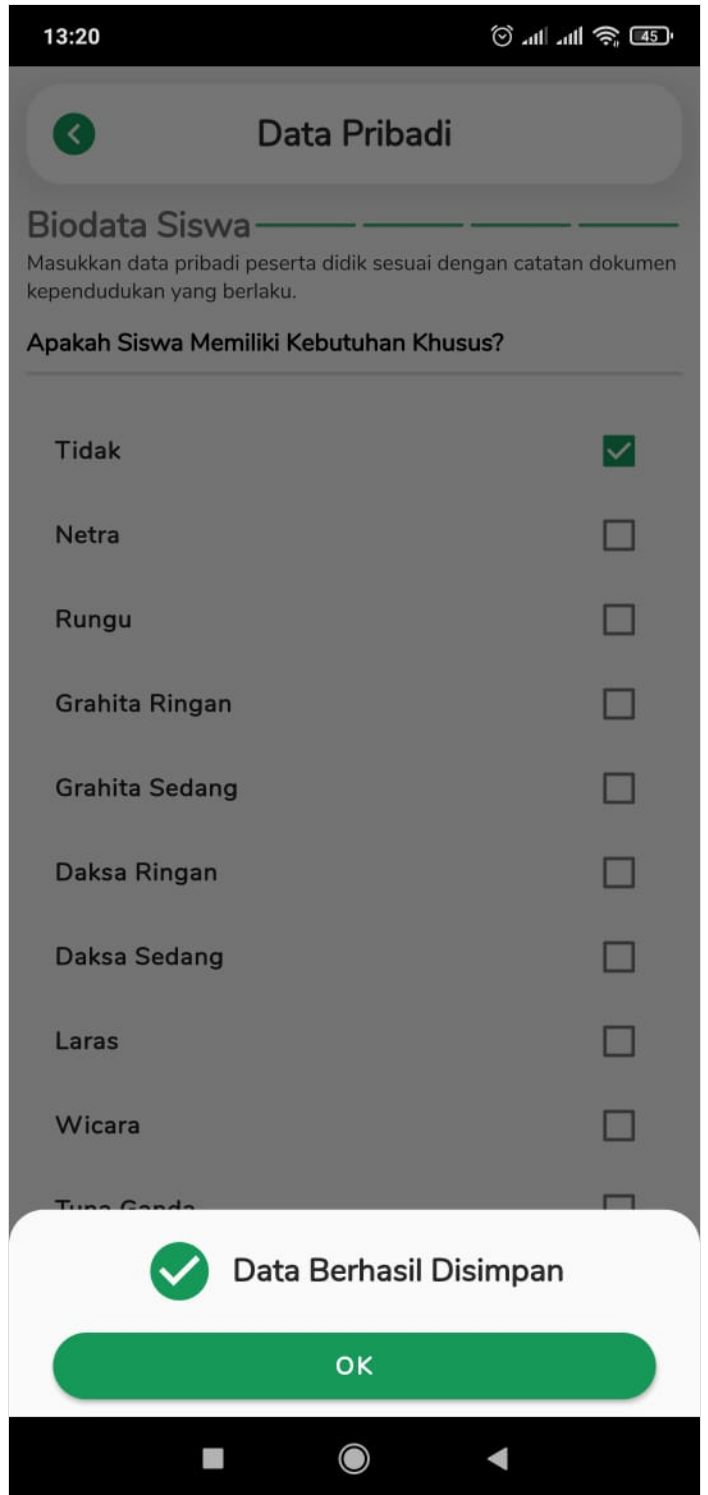 13:20
45
Data Pribadi
Biodata Siswa
Masukkan data pribadi peserta didik sesuai dengan catatan dokumen
kependudukan yang berlaku.
Apakah Siswa Memiliki Kebutuhan Khusus?
Tidak
Netra
Rungu
Grahita Ringan
Grahita Sedang
Daksa Ringan
Daksa Sedang
Laras
Wicara
Tuna Ganda
Data Berhasil Disimpan
OK